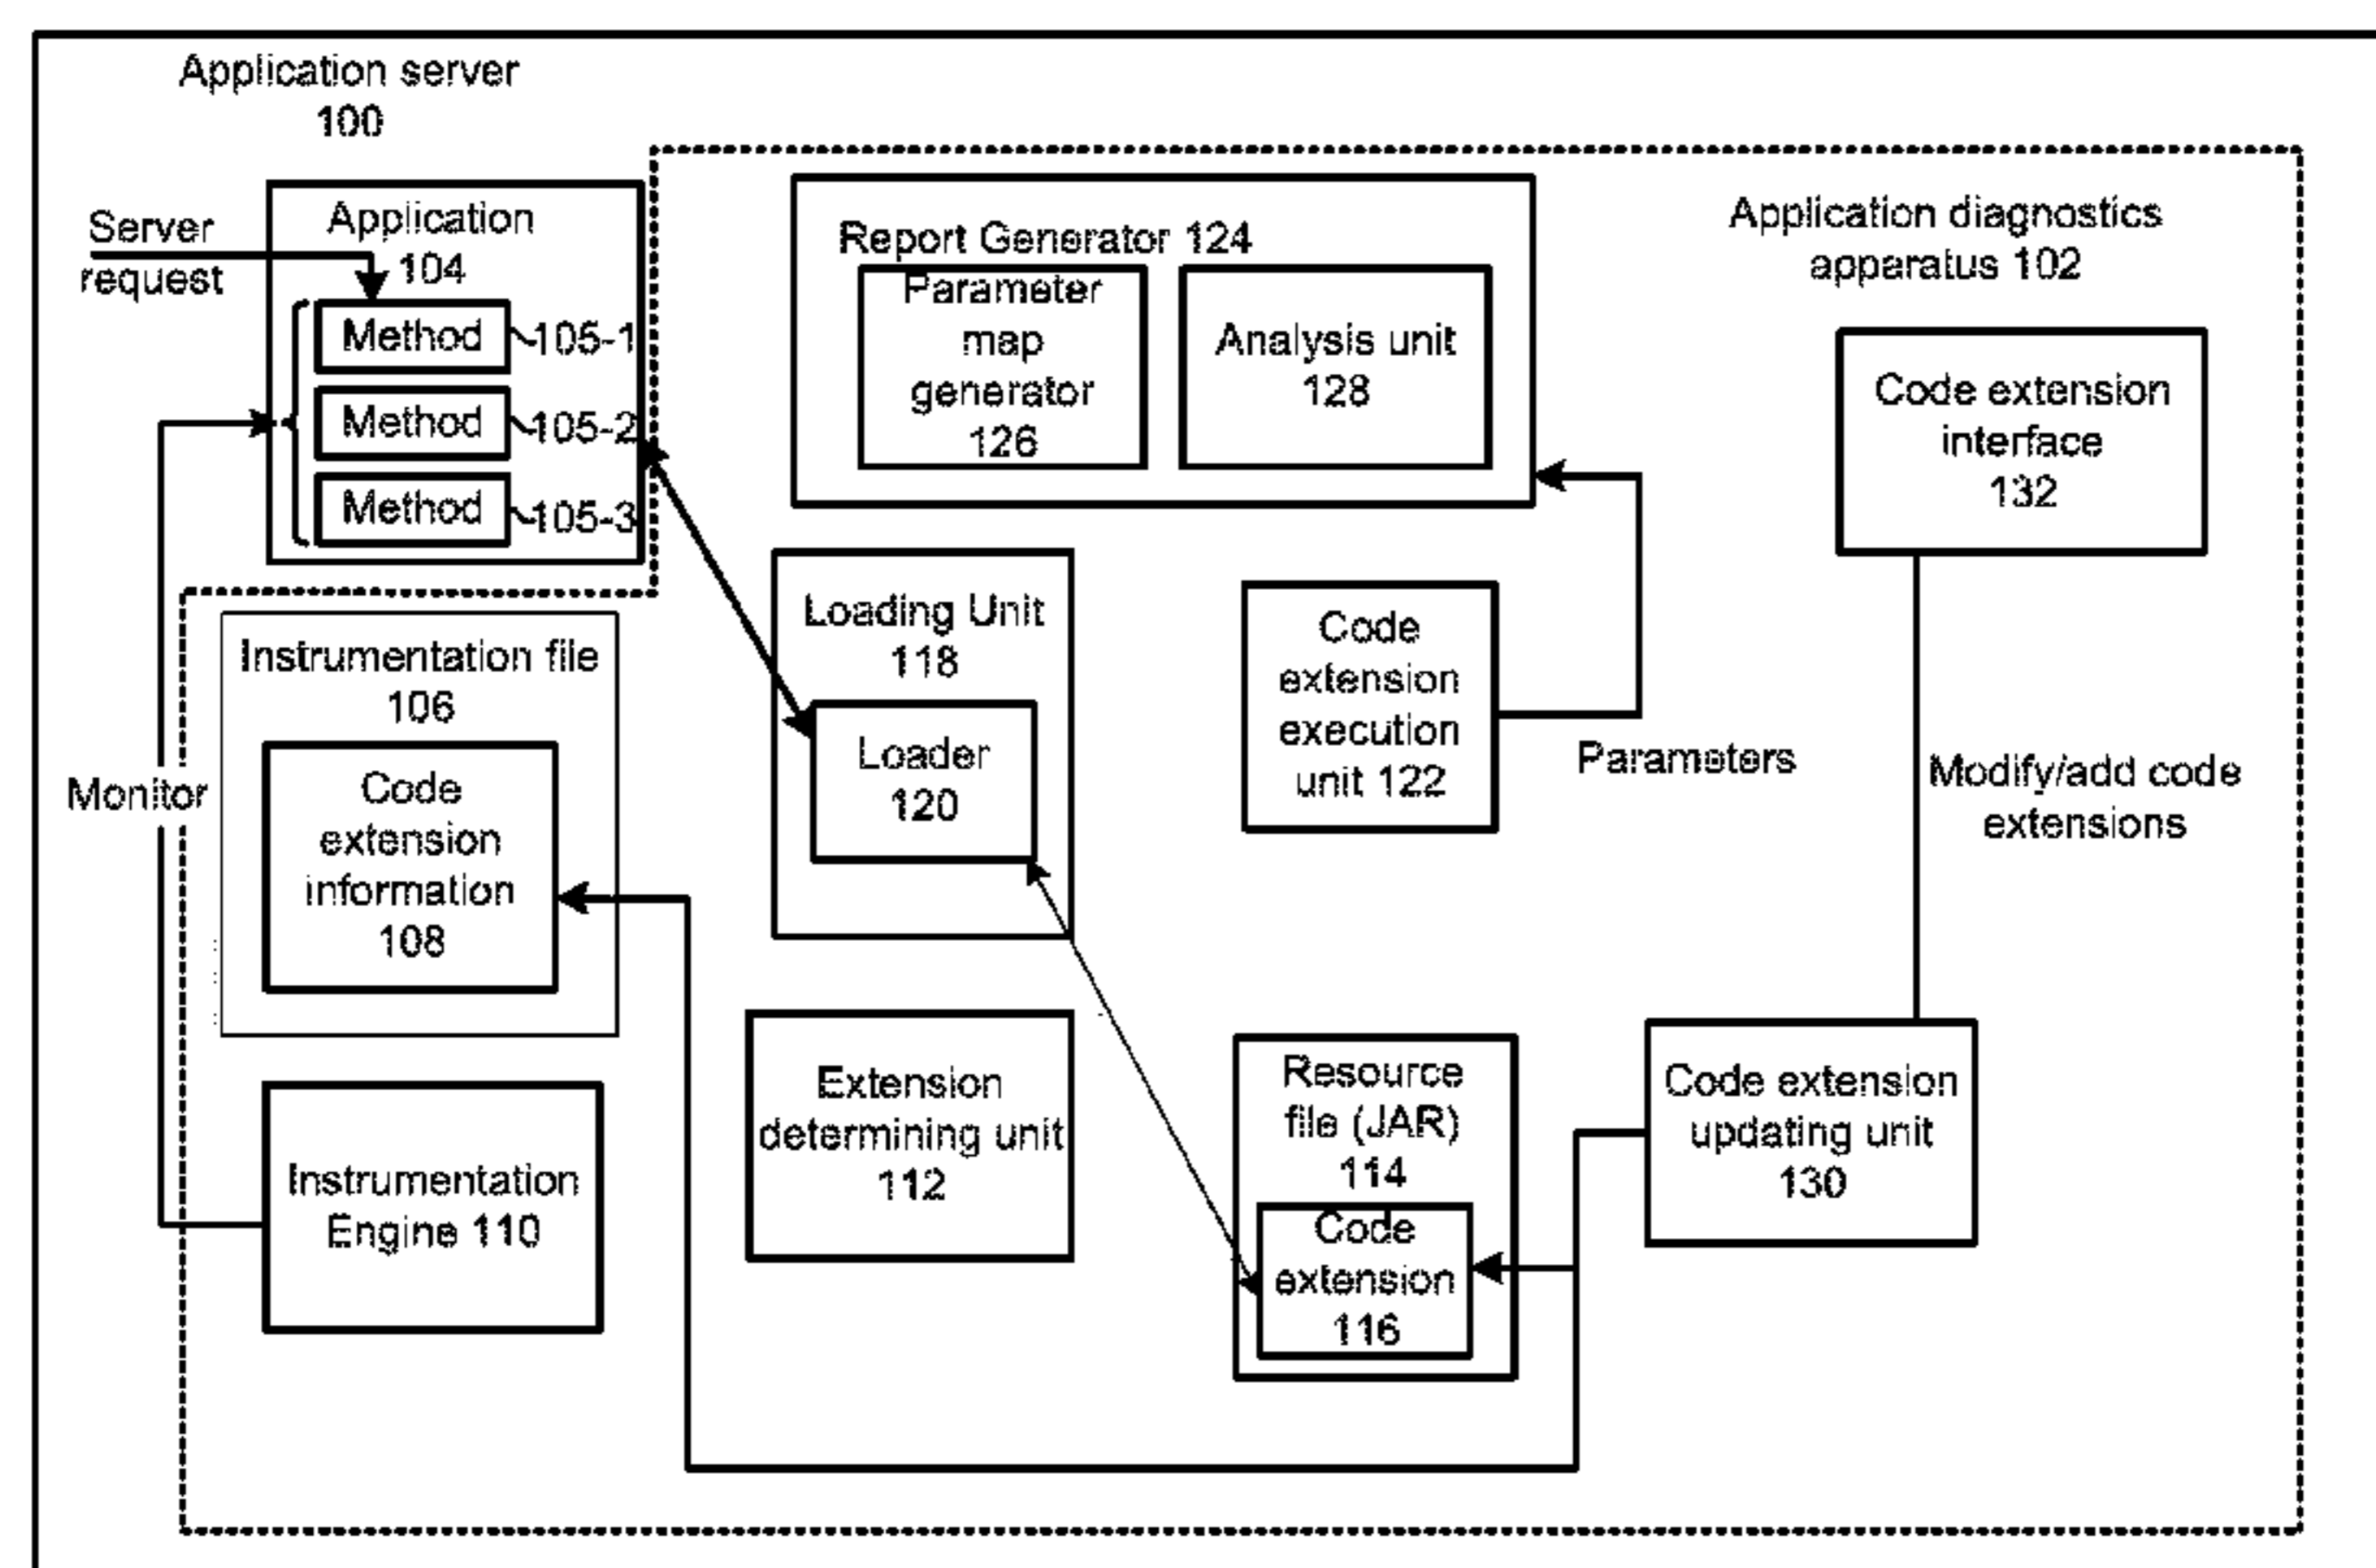 Application server
100
Server
request
Application
104
Method
105-1
Method
105-2
Method
105-3
Report Generator 124
Parameter
map
generator
126
Analysis unit
128
Application diagnostics
apparatus 102
Code extension
interface
132
Instrumentation file
106
Code
extension
information
108
Monitor
Loading Unit
118
Loader
120
Code
extension
execution
unit 122
Parameters
Modify/add code
extensions
Instrumentation
Engine 110
Extension
determining unit
112
Resource
file (JAR)
114
Code
extension
116
Code extension
updating unit
130